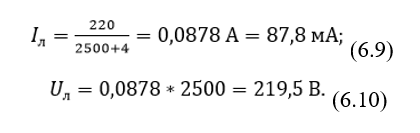 Iл = 220 / 2500+4 = 0,0878 А = 87,8 мА; (6.9)
Uл = 0,0878 * 2500 = 219,5 В. (6.10)